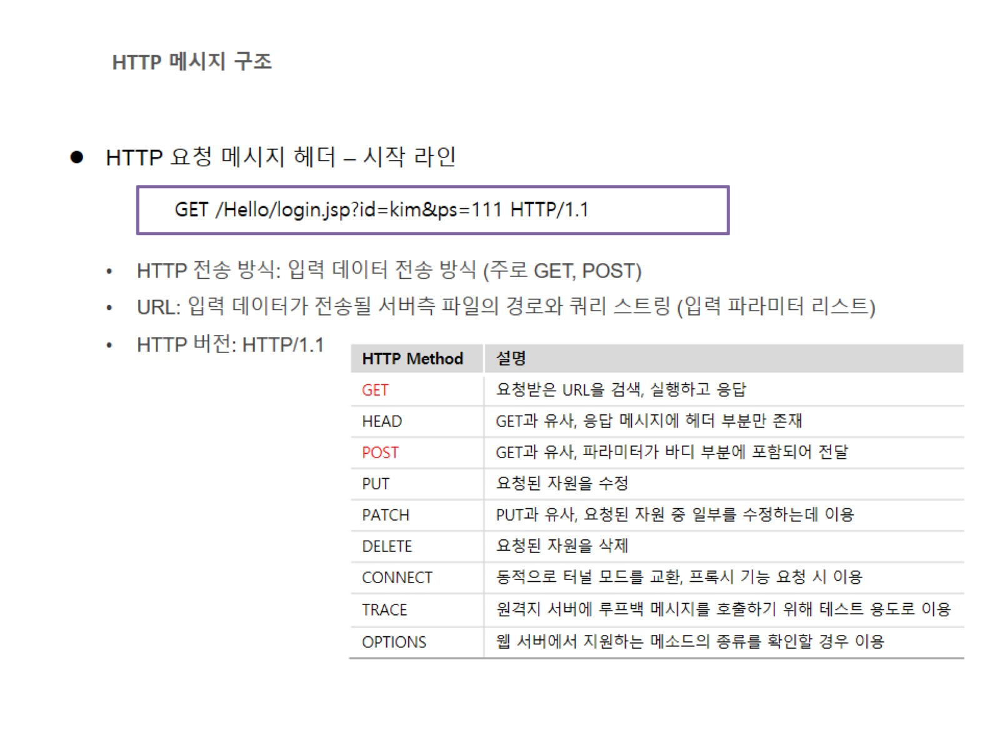 HTTP 메시지 구조
● HTTP 요청 메시지 헤더 – 시작 라인
GET /Hello/login.jsp?id=kim&ps=111 HTTP/1.1
• HTTP 전송 방식: 입력 데이터 전송 방식 (주로 GET, POST)
• URL: 입력 데이터가 전송될 서버측 파일의 경로와 쿼리 스트링 (입력 파라미터 리스트)
• HTTP 버전: HTTP/1.1
HTTP Method 설명
GET 요청받은 URL을 검색, 실행하고 응답
HEAD GET과 유사, 응답 메시지에 헤더 부분만 존재
POST GET과 유사, 파라미터가 바디 부분에 포함되어 전달
PUT 요청된 자원을 수정
PATCH PUT과 유사, 요청된 자원 중 일부를 수정하는데 이용
DELETE 요청된 자원을 삭제
CONNECT 동적으로 터널 모드를 교환, 프록시 기능 요청 시 이용
TRACE 원격지 서버에 루프백 메시지를 호출하기 위해 테스트 용도로 이용
OPTIONS 웹 서버에서 지원하는 메소드의 종류를 확인할 경우 이용